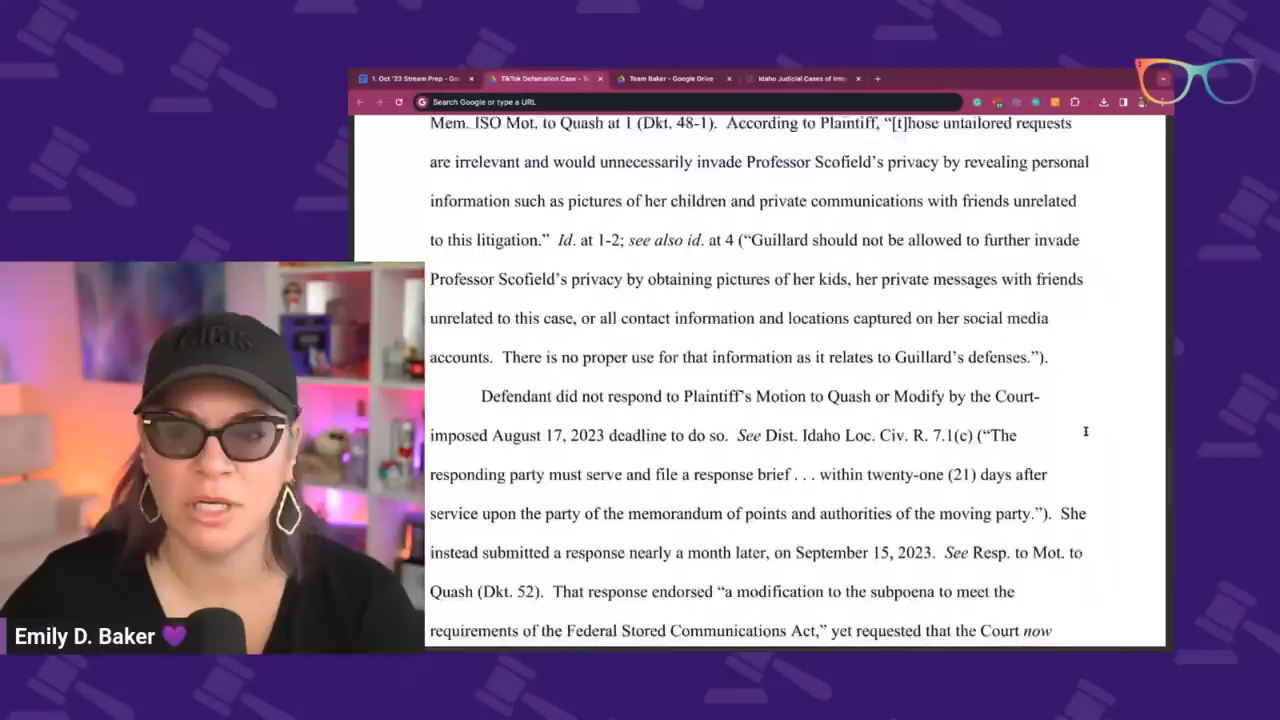 1. Oct '23 Stream Prep - Go
TikTok Defamation Case - T
Team Baker - Google Drive
Idaho Judicial Cases of Inte
Search Google or type a URL
Mem. ISO Mot. to Quash at 1 (Dkt. 48-1). According to Plaintiff, “[t]hose untailored requests
are irrelevant and would unnecessarily invade Professor Scofield’s privacy by revealing personal
information such as pictures of her children and private communications with friends unrelated
to this litigation.” Id. at 1-2; see also id. at 4 (“Guillard should not be allowed to further invade
Professor Scofield’s privacy by obtaining pictures of her kids, her private messages with friends
unrelated to this case, or all contact information and locations captured on her social media
accounts. There is no proper use for that information as it relates to Guillard’s defenses.”).
Defendant did not respond to Plaintiff’s Motion to Quash or Modify by the Court-
imposed August 17, 2023 deadline to do so. See Dist. Idaho Loc. Civ. R. 7.1(c) (“The
responding party must serve and file a response brief . . . within twenty-one (21) days after
service upon the party of the memorandum of points and authorities of the moving party.”). She
instead submitted a response nearly a month later, on September 15, 2023. See Resp. to Mot. to
Quash (Dkt. 52). That response endorsed “a modification to the subpoena to meet the
requirements of the Federal Stored Communications Act,” yet requested that the Court now
Emily D. Baker 💜